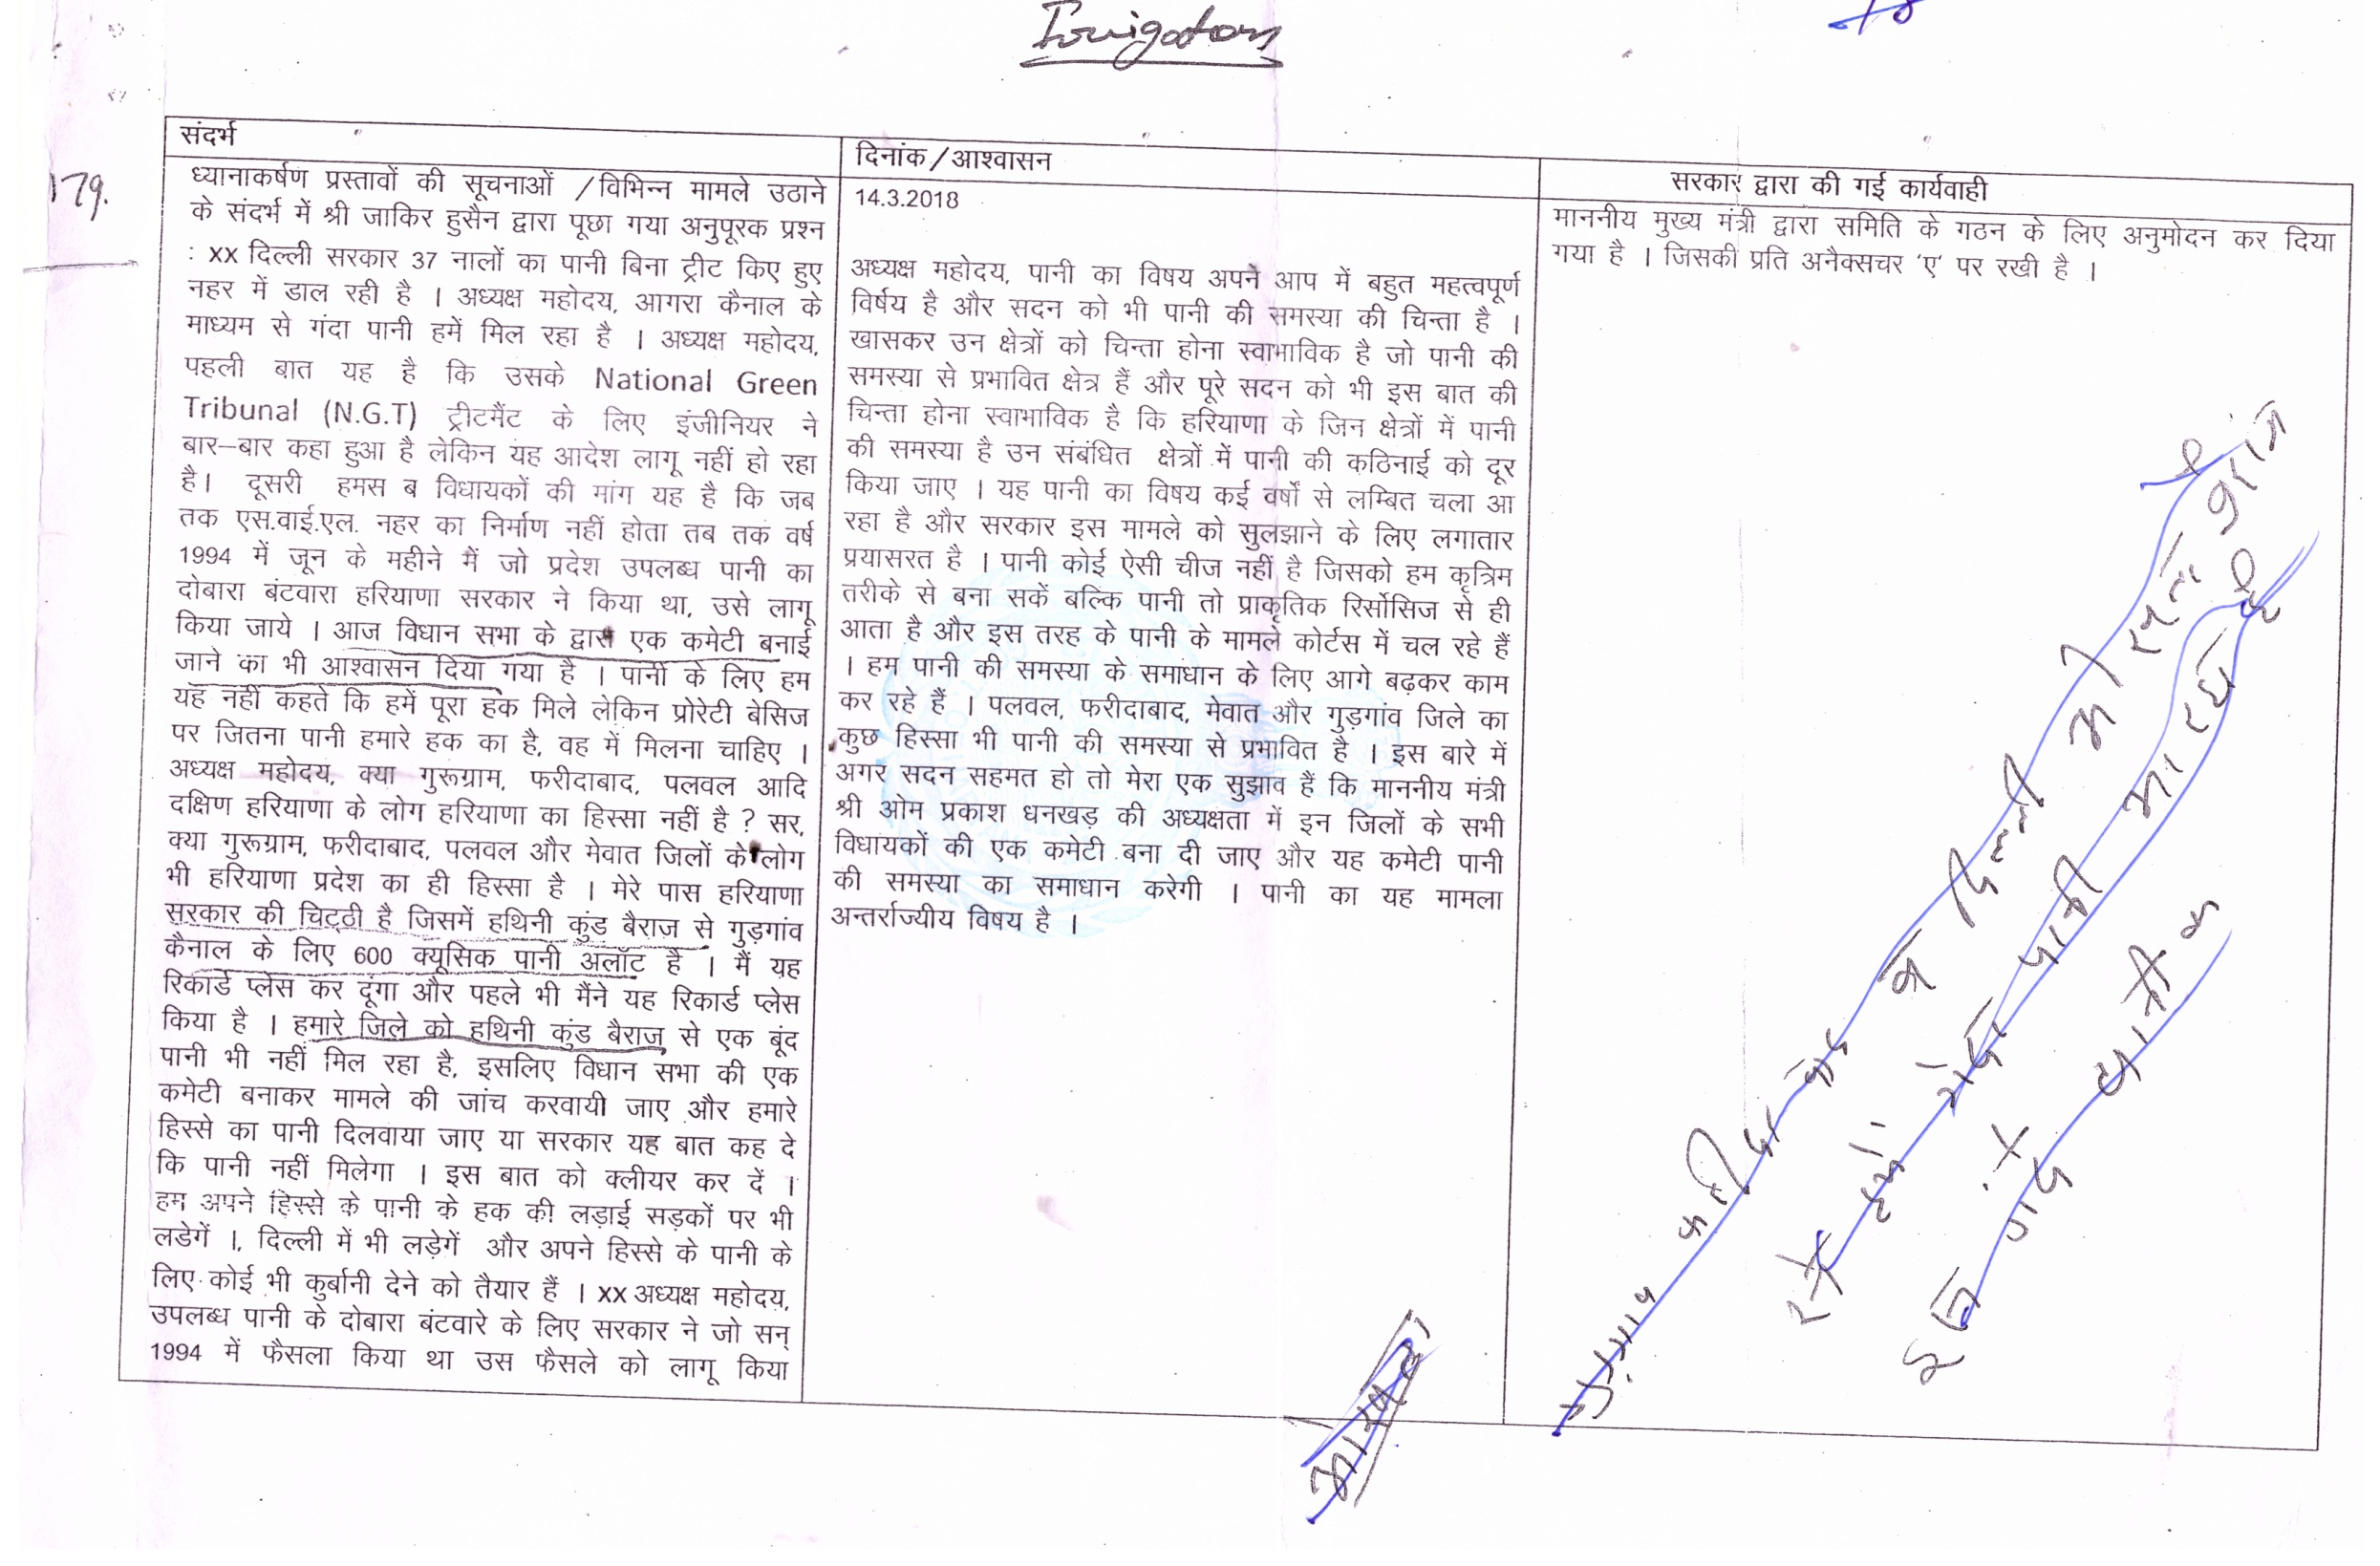 Irrigation
179.
संदर्भ
ध्यानाकर्षण प्रस्तावों की सूचनाओं /विभिन्न मामले उठाने
के संदर्भ में श्री जाकिर हुसैन द्वारा पूछा गया अनुपूरक प्रश्न
: xx दिल्ली सरकार 37 नालों का पानी बिना ट्रीट किए हुए
नहर में डाल रही है । अध्यक्ष महोदय, आगरा कैनाल के
माध्यम से गंदा पानी हमें मिल रहा है । अध्यक्ष महोदय,
पहली बात यह है कि उसके National Green
Tribunal (N.G.T) ट्रीटमैंट के लिए इंजीनियर ने
बार–बार कहा हुआ है लेकिन यह आदेश लागू नहीं हो रहा
है। दूसरी हमस ब विधायकों की मांग यह है कि जब
तक एस.वाई.एल. नहर का निर्माण नहीं होता तब तक वर्ष
1994 में जून के महीने में जो प्रदेश उपलब्ध पानी का
दोबारा बंटवारा हरियाणा सरकार ने किया था, उसे लागू
किया जाये । आज विधान सभा के द्वारा एक कमेटी बनाई
जाने का भी आश्वासन दिया गया है । पानी के लिए हम
यह नहीं कहते कि हमें पूरा हक मिले लेकिन प्रोरेटी बेसिज
पर जितना पानी हमारे हक का है, वह में मिलना चाहिए ।
अध्यक्ष महोदय, क्या गुरूग्राम, फरीदाबाद, पलवल आदि
दक्षिण हरियाणा के लोग हरियाणा का हिस्सा नहीं है ? सर,
क्या गुरूग्राम, फरीदाबाद, पलवल और मेवात जिलों के लोग
भी हरियाणा प्रदेश का ही हिस्सा है । मेरे पास हरियाणा
सरकार की चिट्ठी है जिसमें हथिनी कुंड बैराज से गुड़गांव
कैनाल के लिए 600 क्यूसिक पानी अलॉट है । मैं यह
रिकार्ड प्लेस कर दूंगा और पहले भी मैंने यह रिकार्ड प्लेस
किया है । हमारे जिले को हथिनी कुंड बैराज से एक बूंद
पानी भी नहीं मिल रहा है, इसलिए विधान सभा की एक
कमेटी बनाकर मामले की जांच करवायी जाए और हमारे
हिस्से का पानी दिलवाया जाए या सरकार यह बात कह दे
कि पानी नहीं मिलेगा । इस बात को क्लीयर कर दें ।
हम अपने हिस्से के पानी के हक की लड़ाई सड़कों पर भी
लडेगें ।, दिल्ली में भी लड़ेगें और अपने हिस्से के पानी के
लिए कोई भी कुर्बानी देने को तैयार हैं । xx अध्यक्ष महोदय,
उपलब्ध पानी के दोबारा बंटवारे के लिए सरकार ने जो सन्
1994 में फैसला किया था उस फैसले को लागू किया
दिनांक/आश्वासन
14.3.2018
अध्यक्ष महोदय, पानी का विषय अपने आप में बहुत महत्वपूर्ण
विर्षय है और सदन को भी पानी की समस्या की चिन्ता है ।
खासकर उन क्षेत्रों को चिन्ता होना स्वाभाविक है जो पानी की
समस्या से प्रभावित क्षेत्र हैं और पूरे सदन को भी इस बात की
चिन्ता होना स्वाभाविक है कि हरियाणा के जिन क्षेत्रों में पानी
की समस्या है उन संबंधित क्षेत्रों में पानी की कठिनाई को दूर
किया जाए । यह पानी का विषय कई वर्षों से लम्बित चला आ
रहा है और सरकार इस मामले को सुलझाने के लिए लगातार
प्रयासरत है । पानी कोई ऐसी चीज नहीं है जिसको हम कृत्रिम
तरीके से बना सकें बल्कि पानी तो प्राकृतिक रिर्सोसिज से ही
आता है और इस तरह के पानी के मामले कोर्टस में चल रहे हैं
। हम पानी की समस्या के समाधान के लिए आगे बढ़कर काम
कर रहे हैं । पलवल, फरीदाबाद, मेवात और गुड़गांव जिले का
कुछ हिस्सा भी पानी की समस्या से प्रभावित है । इस बारे में
अगर सदन सहमत हो तो मेरा एक सुझाव हैं कि माननीय मंत्री
श्री ओम प्रकाश धनखड़ की अध्यक्षता में इन जिलों के सभी
विधायकों की एक कमेटी बना दी जाए और यह कमेटी पानी
की समस्या का समाधान करेगी । पानी का यह मामला
अन्तर्राज्यीय विषय है ।
सरकार द्वारा की गई कार्यवाही
माननीय मुख्य मंत्री द्वारा समिति के गठन के लिए अनुमोदन कर दिया
गया है । जिसकी प्रति अनैक्सचर 'ए' पर रखी है ।